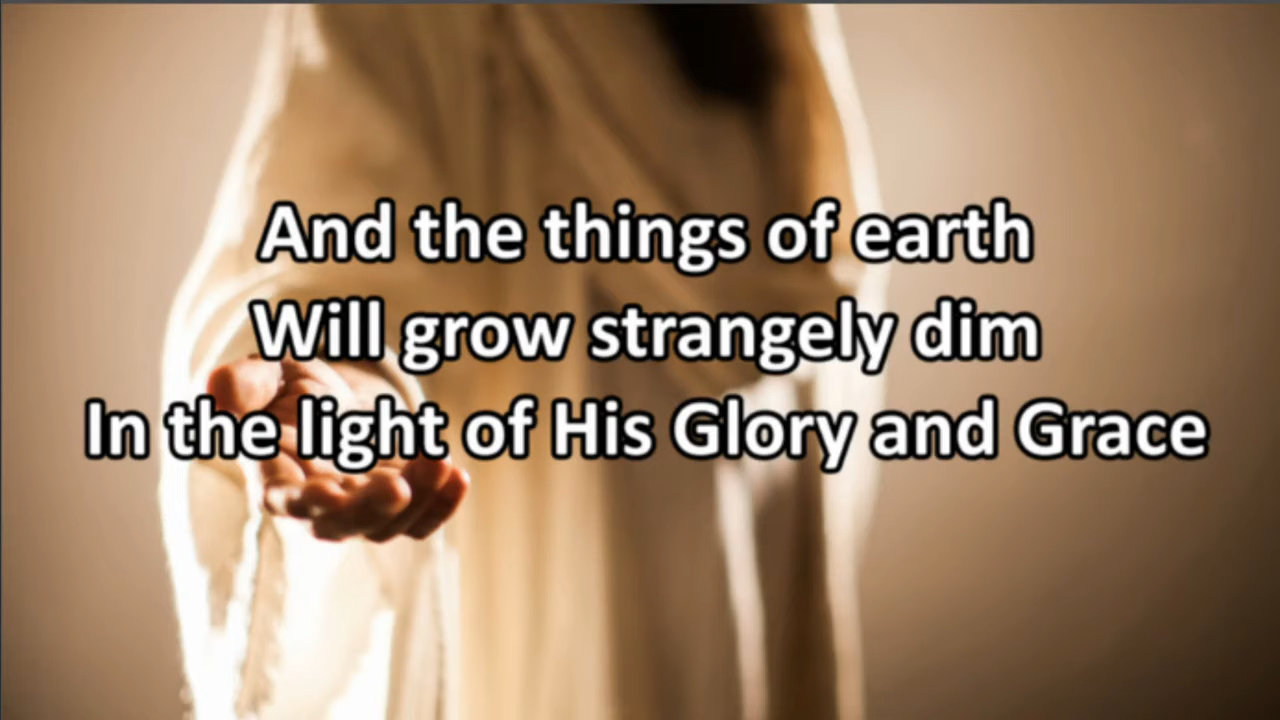 And the things of earth
Will grow strangely dim
In the light of His Glory and Grace